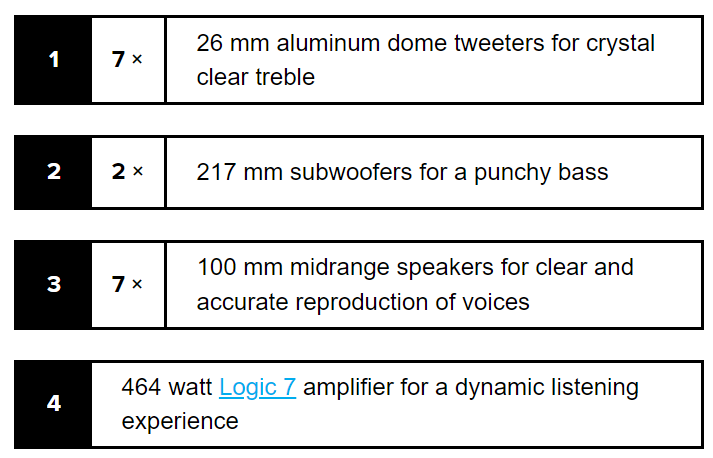 1 7 × 26 mm aluminum dome tweeters for crystal
clear treble
2 2 × 217 mm subwoofers for a punchy bass
3 7 × 100 mm midrange speakers for clear and
accurate reproduction of voices
4 464 watt Logic 7 amplifier for a dynamic listening
experience